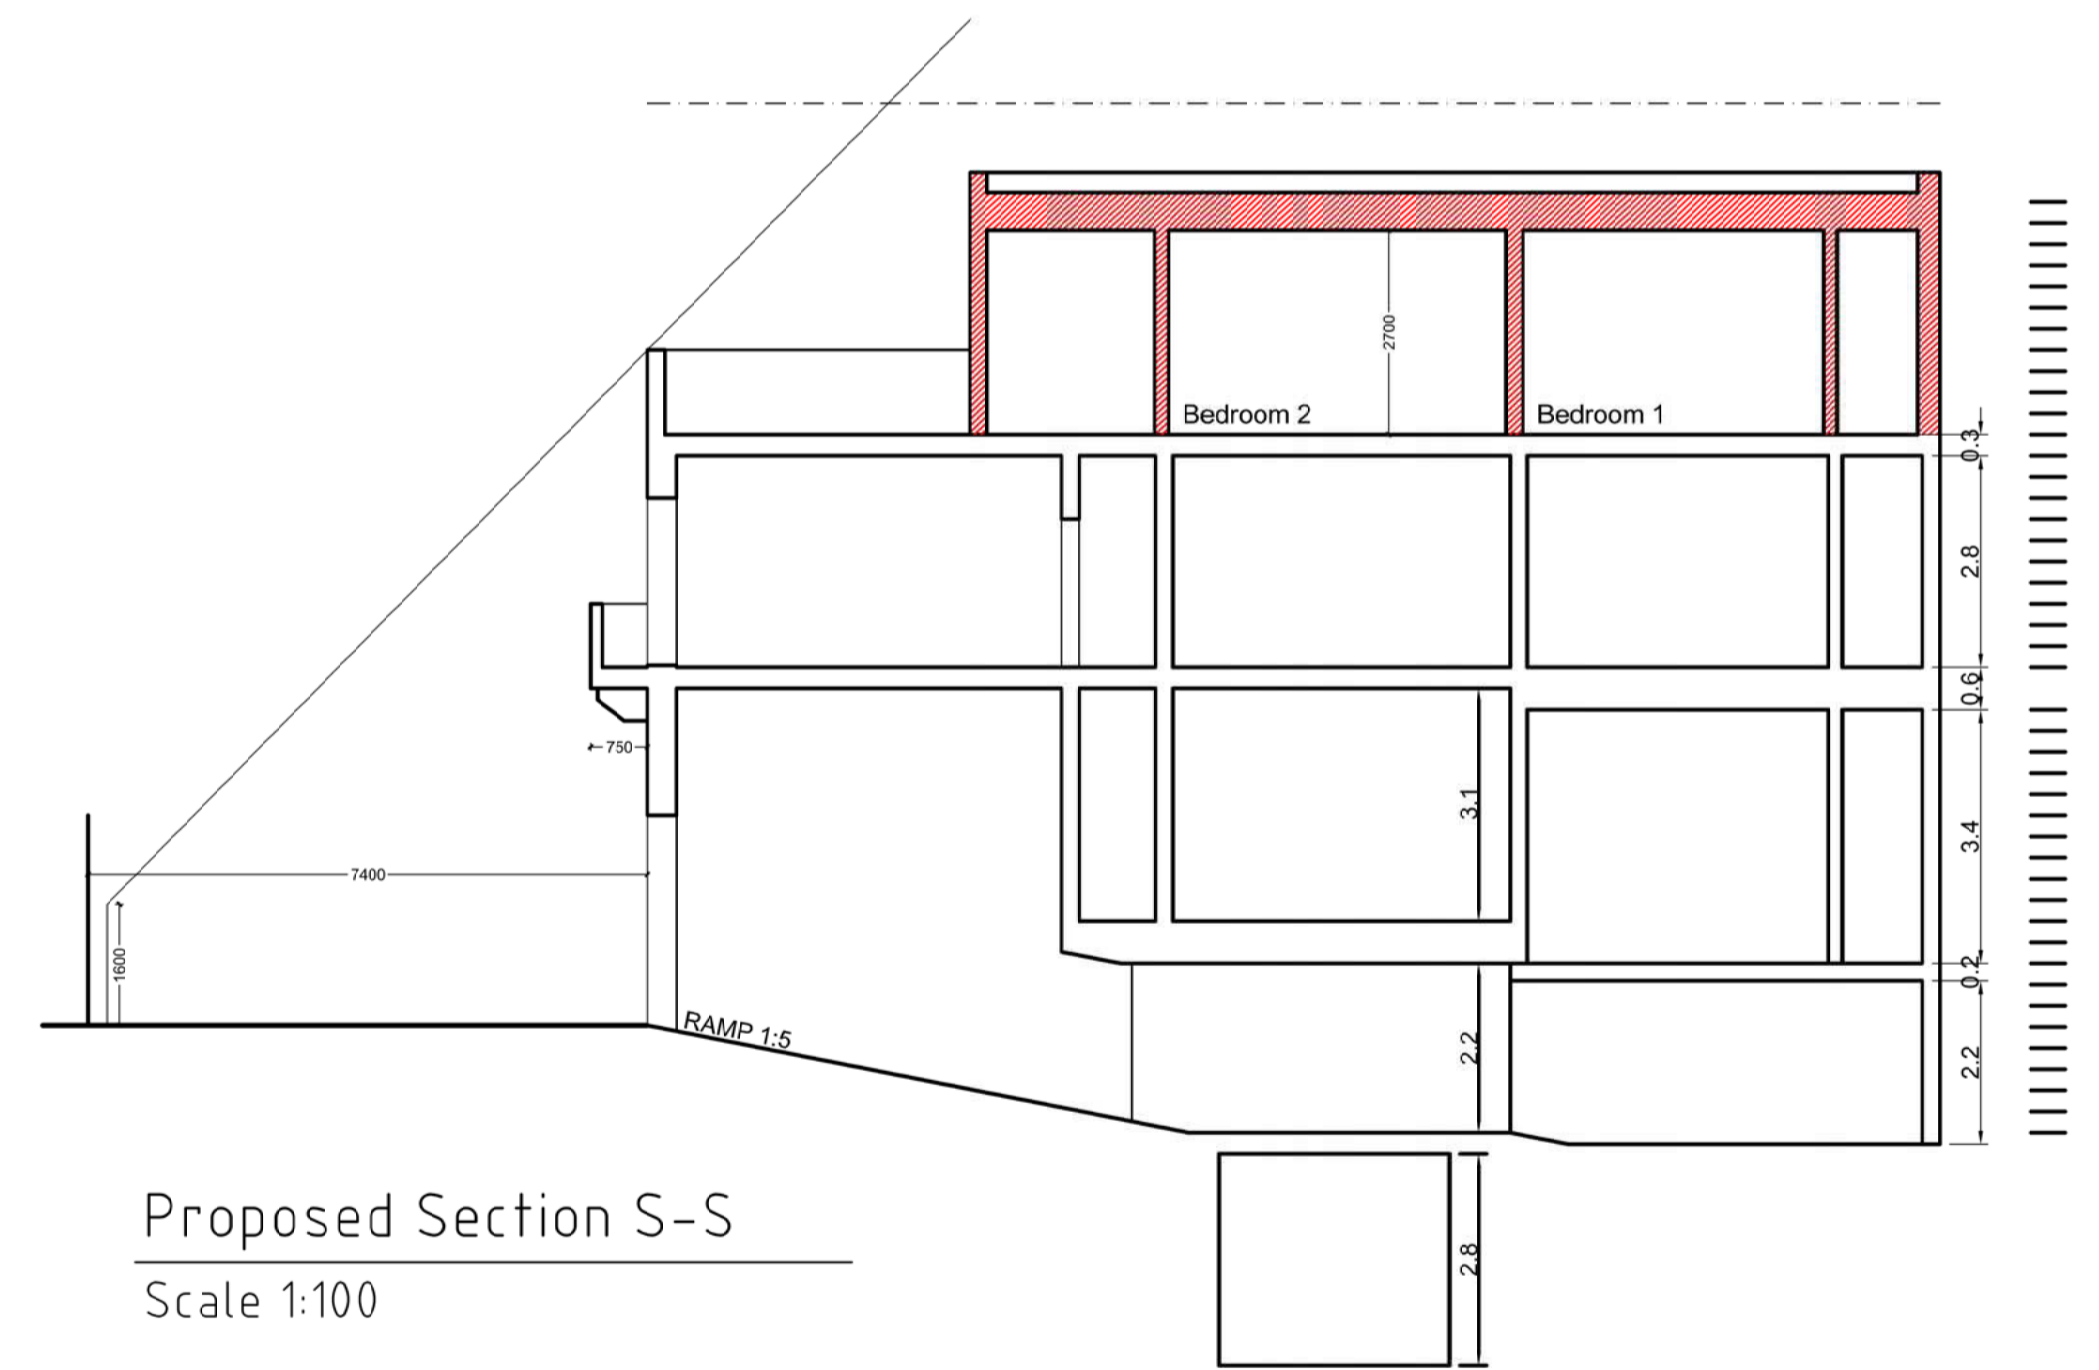 2700
Bedroom 2
Bedroom 1
0.3
2.8
0.6
750
3.1
3.4
7400
1600
0.2
RAMP 1:5
2.2
2.2
Proposed Section S-S
2.8
Scale 1:100